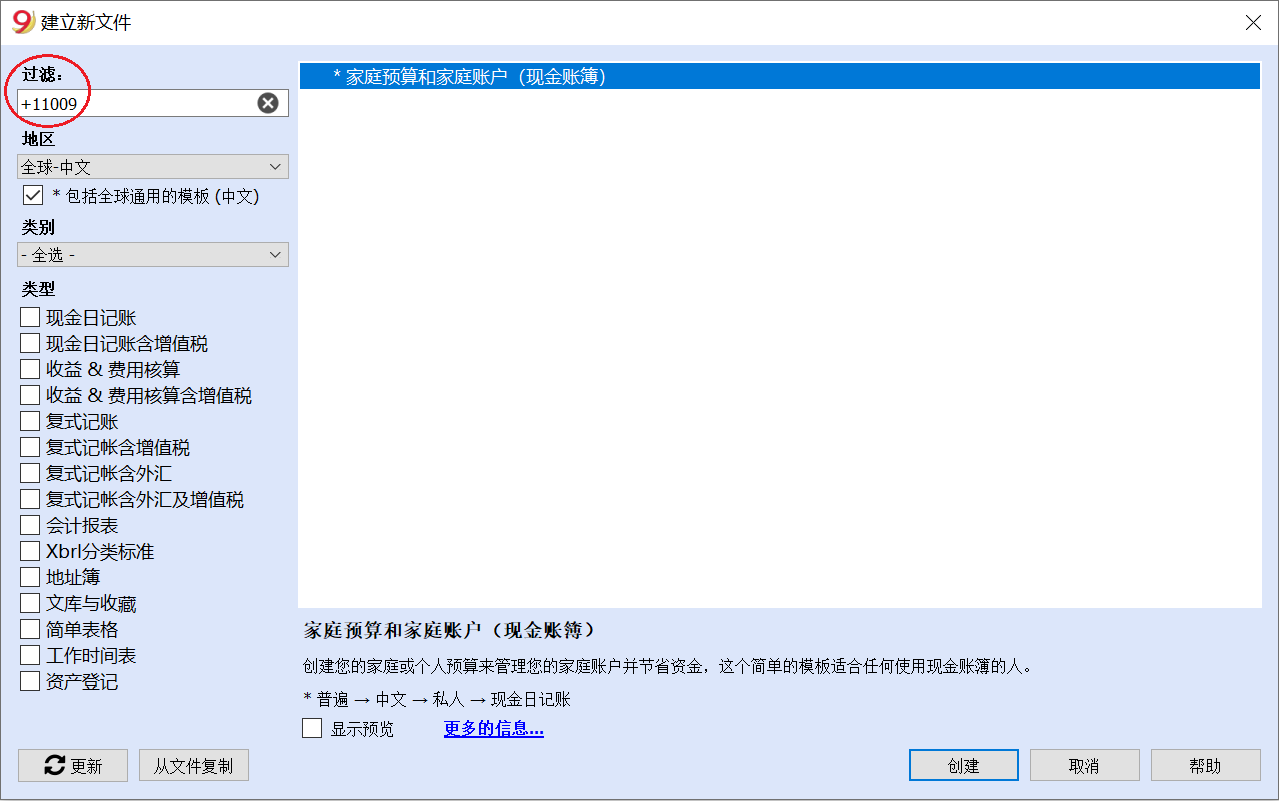 建立新文件
过滤：
+11009
地区
全球-中文
* 包括全球通用的模板 (中文)
类别
- 全选 -
类型
现金日记账
现金日记账含增值税
收益 & 费用核算
收益 & 费用核算含增值税
复式记账
复式记帐含增值税
复式记帐含外汇
复式记帐含外汇及增值税
会计报表
Xbrl分类标准
地址簿
文库与收藏
简单表格
工作时间表
资产登记
更新
从文件复制
* 家庭预算和家庭账户（现金账簿）
家庭预算和家庭账户（现金账簿）
创建您的家庭或个人预算来管理您的家庭账户并节省资金，这个简单的模板适合任何使用现金账簿的人。
* 普遍 → 中文 → 私人 → 现金日记账
显示预览
更多的信息...
创建
取消
帮助